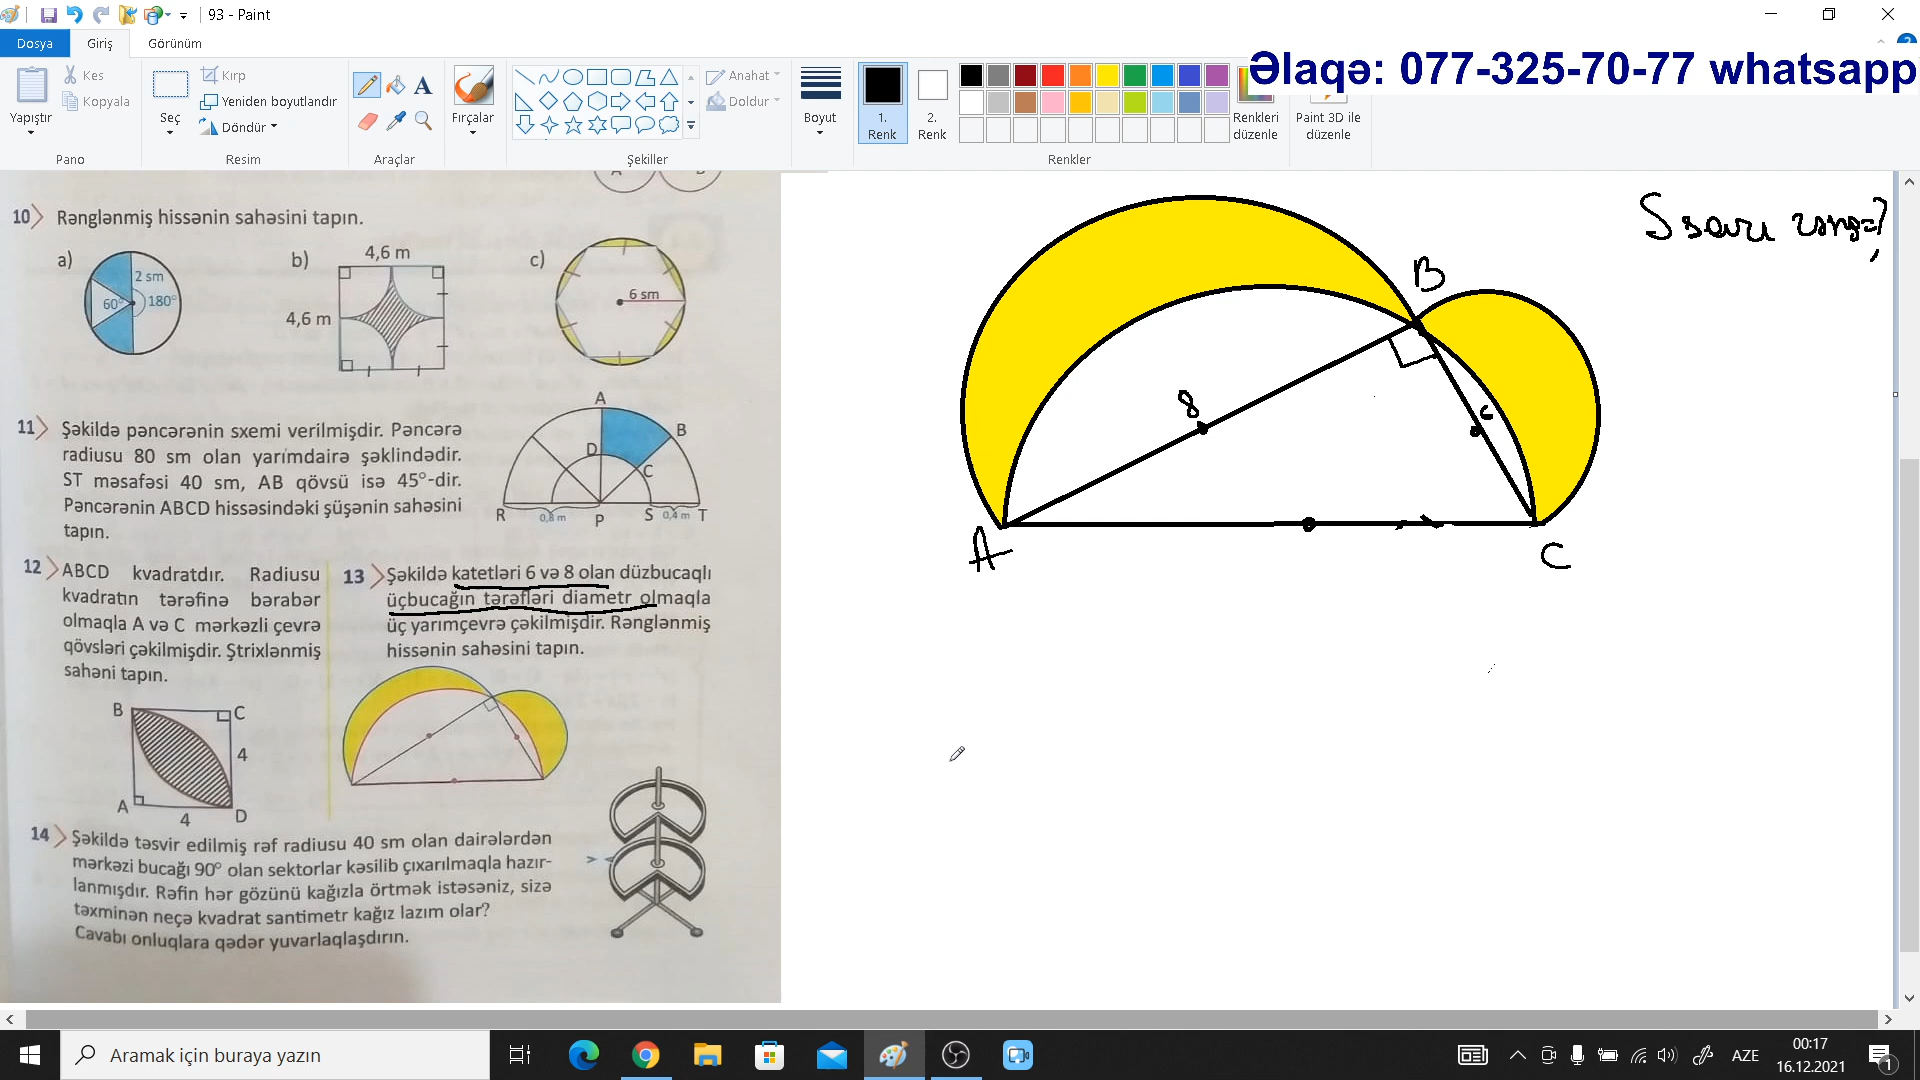 93 - Paint
Dosya
Giriş
Görünüm
Əlaqə: 077-325-70-77 whatsapp
Yapıştır
Kes
Kopyala
Pano
Seç
Kırp
Yeniden boyutlandır
Döndür
Resim
Araçlar
Fırçalar
Anahat
Doldur
Şekiller
Boyut
1.
Renk
2.
Renk
Renkleri
düzenle
Paint 3D ile
düzenle
Renkler
10 Rənglənmiş hissənin sahəsini tapın.
a)
2 sm
60°
180°
b)
4,6 m
4,6 m
c)
6 sm
11 Şəkildə pəncərənin sxemi verilmişdir. Pəncərə
radiusu 80 sm olan yarımdairə şəklindədir.
ST məsafəsi 40 sm, AB qövsü isə 45°-dir.
Pəncərənin ABCD hissəsindəki şüşənin sahəsini
tapın.
A
B
D
C
R
0,8 m
P
S
0,4 m
T
12 ABCD kvadratdır. Radiusu
kvadratın tərəfinə bərabər
olmaqla A və C mərkəzli çevrə
qövsləri çəkilmişdir. Ştrixlənmiş
sahəni tapın.
B
C
4
A
4
D
13 Şəkildə katetləri 6 və 8 olan düzbucaqlı
üçbucağın tərəfləri diametr olmaqla
üç yarımçevrə çəkilmişdir. Rənglənmiş
hissənin sahəsini tapın.
14 Şəkildə təsvir edilmiş rəf radiusu 40 sm olan dairələrdən
mərkəzi bucağı 90° olan sektorlar kəsilib çıxarılmaqla hazır-
lanmışdır. Rəfin hər gözünü kağızla örtmək istəsəniz, sizə
təxminən neçə kvadrat santimetr kağız lazım olar?
Cavabı onluqlara qədər yuvarlaqlaşdırın.
S sarı rəng=?
B
8
6
A
C
Aramak için buraya yazın
AZE
00:17
16.12.2021
1